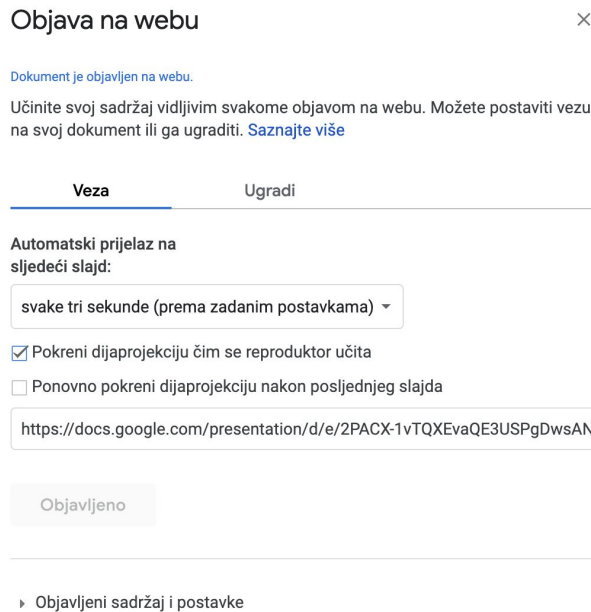 Objava na webu
Dokument je objavljen na webu.
Učinite svoj sadržaj vidljivim svakome objavom na webu. Možete postaviti vezu
na svoj dokument ili ga ugraditi. Saznajte više
Veza Ugradi
Automatski prijelaz na
sljedeći slajd:
svake tri sekunde (prema zadanim postavkama)
Pokreni dijaprojekciju čim se reproduktor učita
Ponovno pokreni dijaprojekciju nakon posljednjeg slajda
https://docs.google.com/presentation/d/e/2PACX-1vTQXEvaQE3USPgDwsAN
Objavljeno
Objavljeni sadržaj i postavke